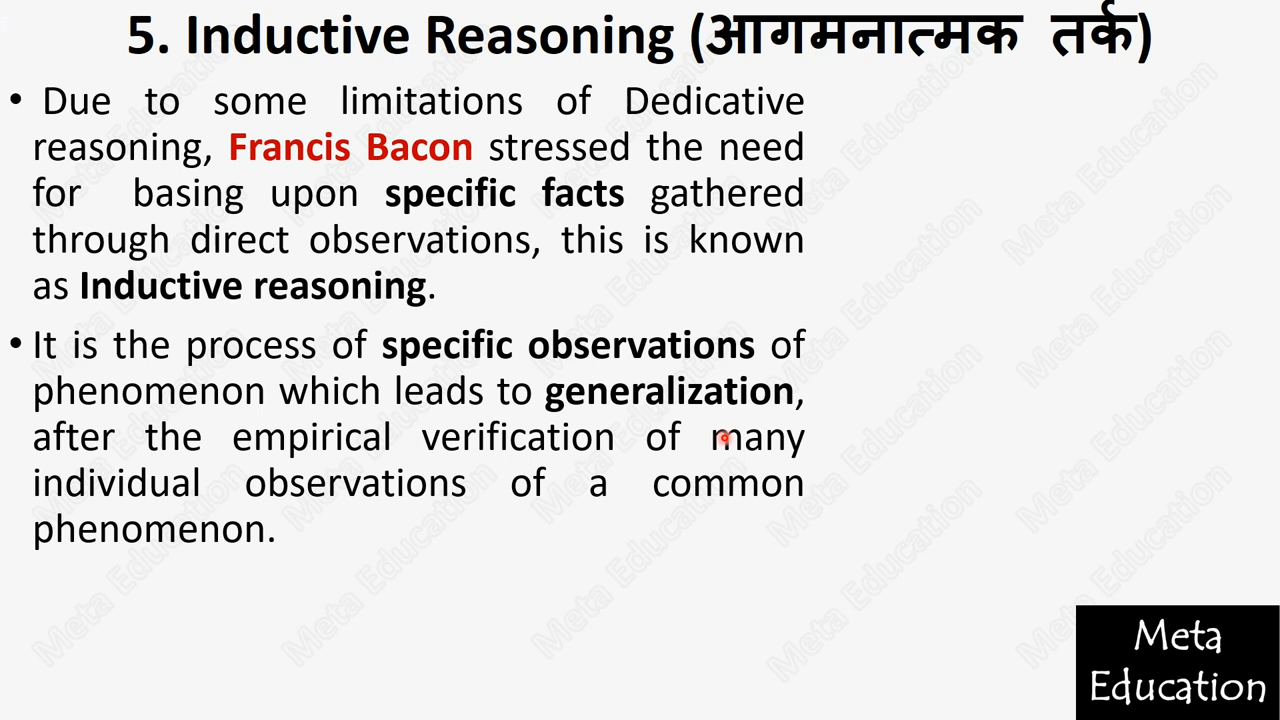 5. Inductive Reasoning (आगमनात्मक तर्क)
• Due to some limitations of Dedicative
reasoning, Francis Bacon stressed the need
for basing upon specific facts gathered
through direct observations, this is known
as Inductive reasoning.
• It is the process of specific observations of
phenomenon which leads to generalization,
after the empirical verification of many
individual observations of a common
phenomenon.
Meta
Education